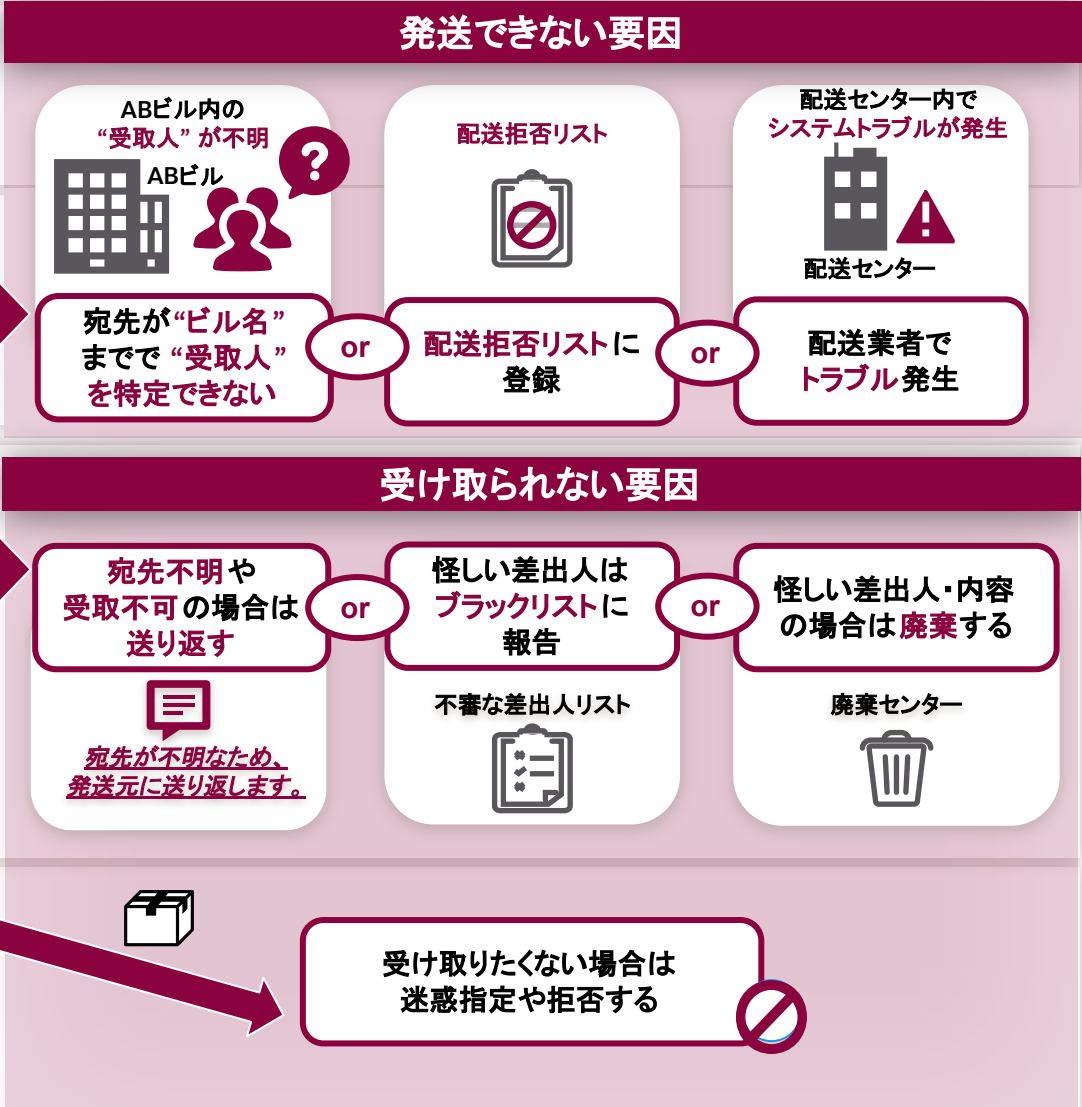 発送できない要因
ABビル内の
“受取人” が不明
?
ABビル
宛先が“ビル名”
までで “受取人”
を特定できない
or
配送拒否リスト
配送拒否リストに
登録
or
配送センター内で
システムトラブルが発生
!
配送センター
配送業者で
トラブル発生
受け取られない要因
宛先不明や
受取不可の場合は
送り返す
宛先が不明なため、
発送元に送り返します。
or
怪しい差出人は
ブラックリストに
報告
不審な差出人リスト
or
怪しい差出人・内容
の場合は廃棄する
廃棄センター
受け取りたくない場合は
迷惑指定や拒否する